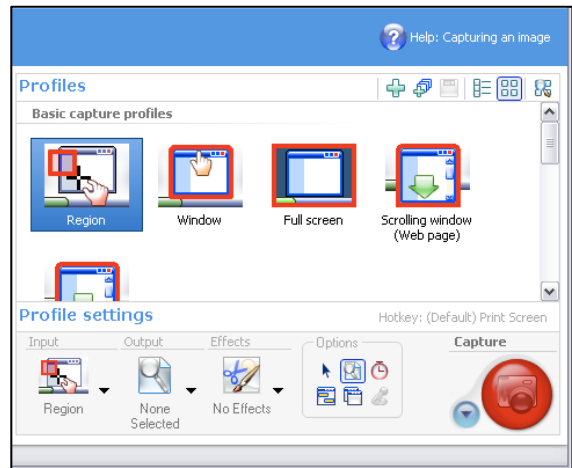 ? Help: Capturing an image
Profiles
Basic capture profiles
Region
Window
Full screen
Scrolling window
(Web page)
Profile settings
Hotkey: (Default) Print Screen
Input
Output
Effects
Options
Capture
Region
None
Selected
No Effects